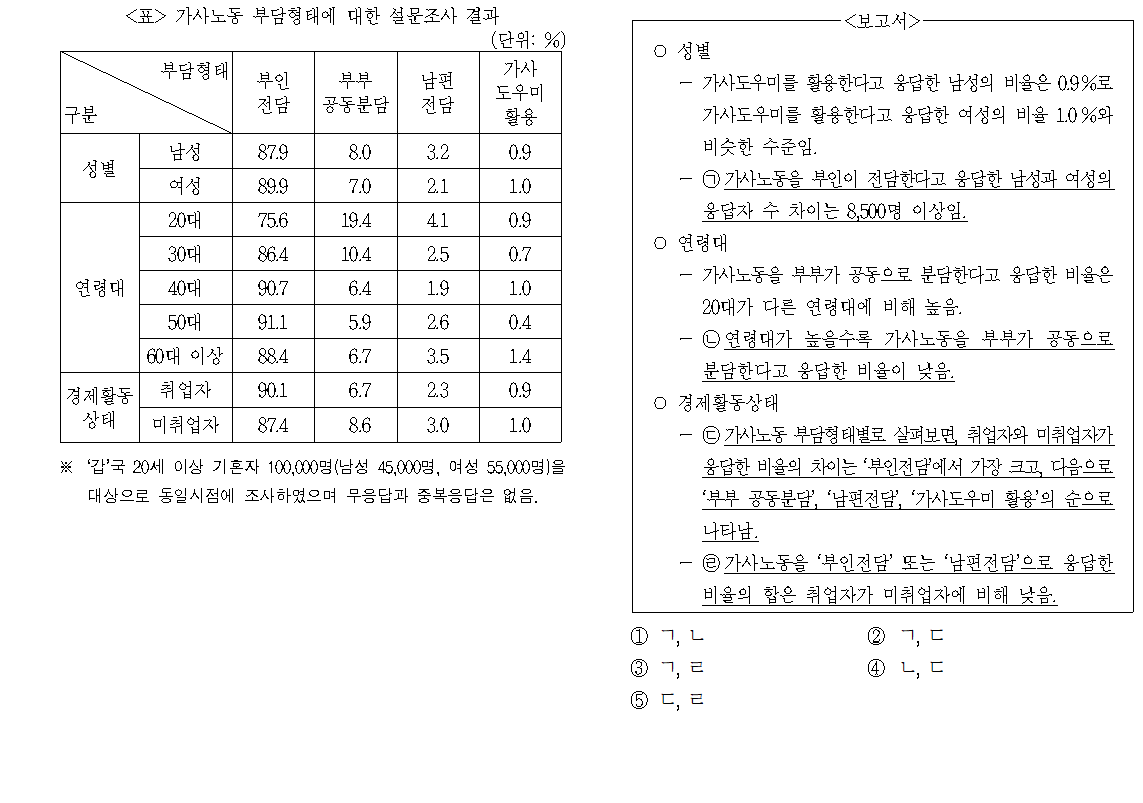 <표> 가사노동 부담형태에 대한 설문조사 결과
(단위: %)
부담형태
구분
부인
전담
부부
공동분담
남편
전담
가사
도우미
활용
성별
남성 87.9 8.0 3.2 0.9
여성 89.9 7.0 2.1 1.0
연령대
20대 75.6 19.4 4.1 0.9
30대 86.4 10.4 2.5 0.7
40대 90.7 6.4 1.9 1.0
50대 91.1 5.9 2.6 0.4
60대 이상 88.4 6.7 3.5 1.4
경제활동
상태
취업자 90.1 6.7 2.3 0.9
미취업자 87.4 8.6 3.0 1.0
※ ‘갑’국 20세 이상 기혼자 100,000명(남성 45,000명, 여성 55,000명)을
대상으로 동일시점에 조사하였으며 무응답과 중복응답은 없음.
<보고서>
○ 성별
- 가사도우미를 활용한다고 응답한 남성의 비율은 0.9%로
가사도우미를 활용한다고 응답한 여성의 비율 1.0%와
비슷한 수준임.
- ㉠가사노동을 부인이 전담한다고 응답한 남성과 여성의
응답자 수 차이는 8,500명 이상임.
○ 연령대
- 가사노동을 부부가 공동으로 분담한다고 응답한 비율은
20대가 다른 연령대에 비해 높음.
- ㉡연령대가 높을수록 가사노동을 부부가 공동으로
분담한다고 응답한 비율이 낮음.
○ 경제활동상태
- ㉢가사노동 부담형태별로 살펴보면, 취업자와 미취업자가
응답한 비율의 차이는 ‘부인전담’에서 가장 크고, 다음으로
‘부부 공동분담’, ‘남편전담’, ‘가사도우미 활용’의 순으로
나타남.
- ㉣가사노동을 ‘부인전담’ 또는 ‘남편전담’으로 응답한
비율의 합은 취업자가 미취업자에 비해 낮음.
① ㄱ, ㄴ ② ㄱ, ㄷ
③ ㄱ, ㄹ ④ ㄴ, ㄷ
⑤ ㄷ, ㄹ